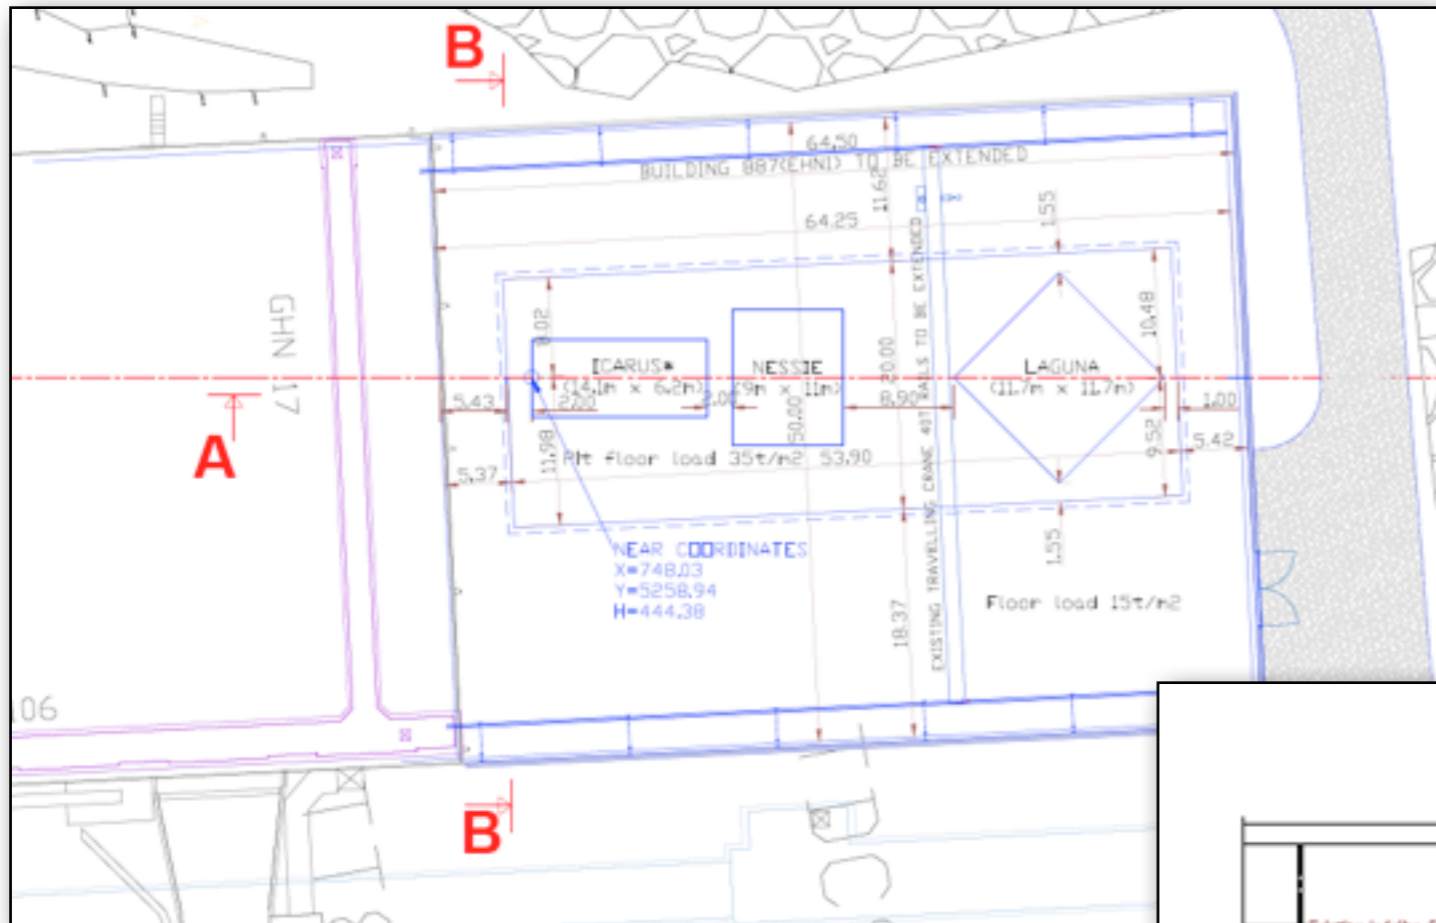 B
64,50
BUILDING 887(EHN1) TO BE EXTENDED
11,62
64,25
1,55
GHN 17
8,02
10,48
ICARUS*
(14,1m x 6,2m)
NESSIE
(9m x 11m)
LAGUNA
(11,7m x 11,7m)
20,00
5,43
2,00
2,00
8,90
1,00
50,00
A
11,98
Pit floor load 35t/m2
53,90
9,52
5,42
5,37
EXISTING TRAVELLING CRANE 40T RAILS TO BE EXTENDED
NEAR COORDINATES
X=748,03
Y=5258,94
H=444,38
1,55
Floor load 15t/m2
18,37
106
B